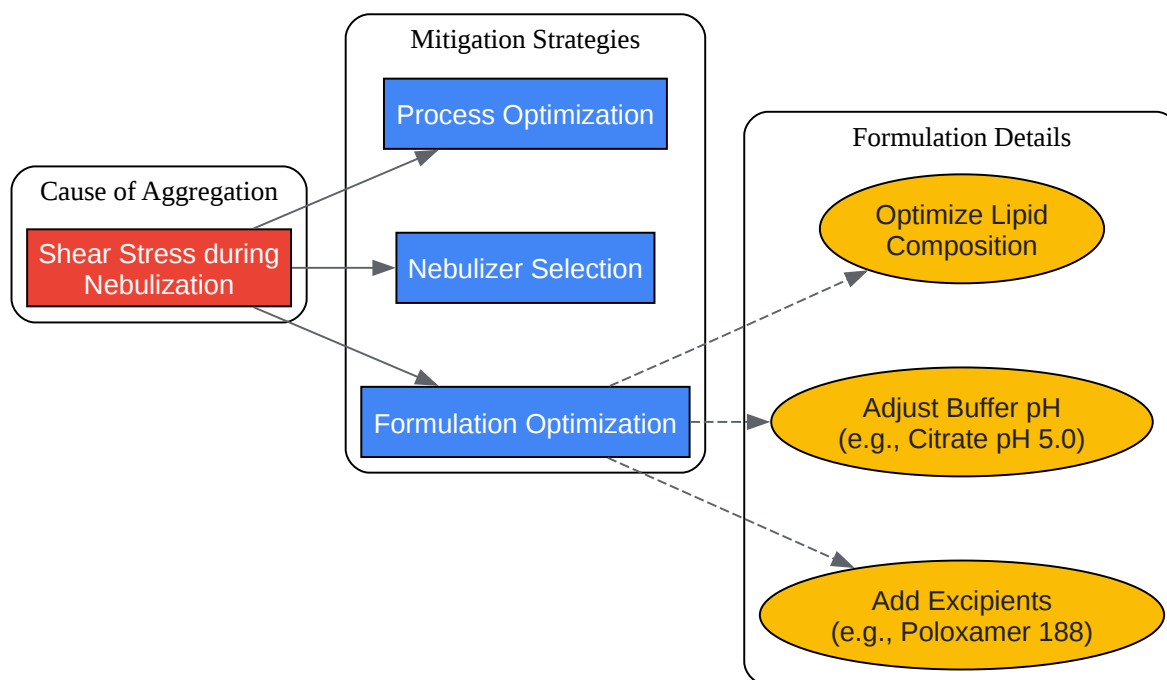 Cause of Aggregation
Shear Stress during
Nebulization
Mitigation Strategies
Process Optimization
Nebulizer Selection
Formulation Optimization
Formulation Details
Optimize Lipid
Composition
Adjust Buffer pH
(e.g., Citrate pH 5.0)
Add Excipients
(e.g., Poloxamer 188)